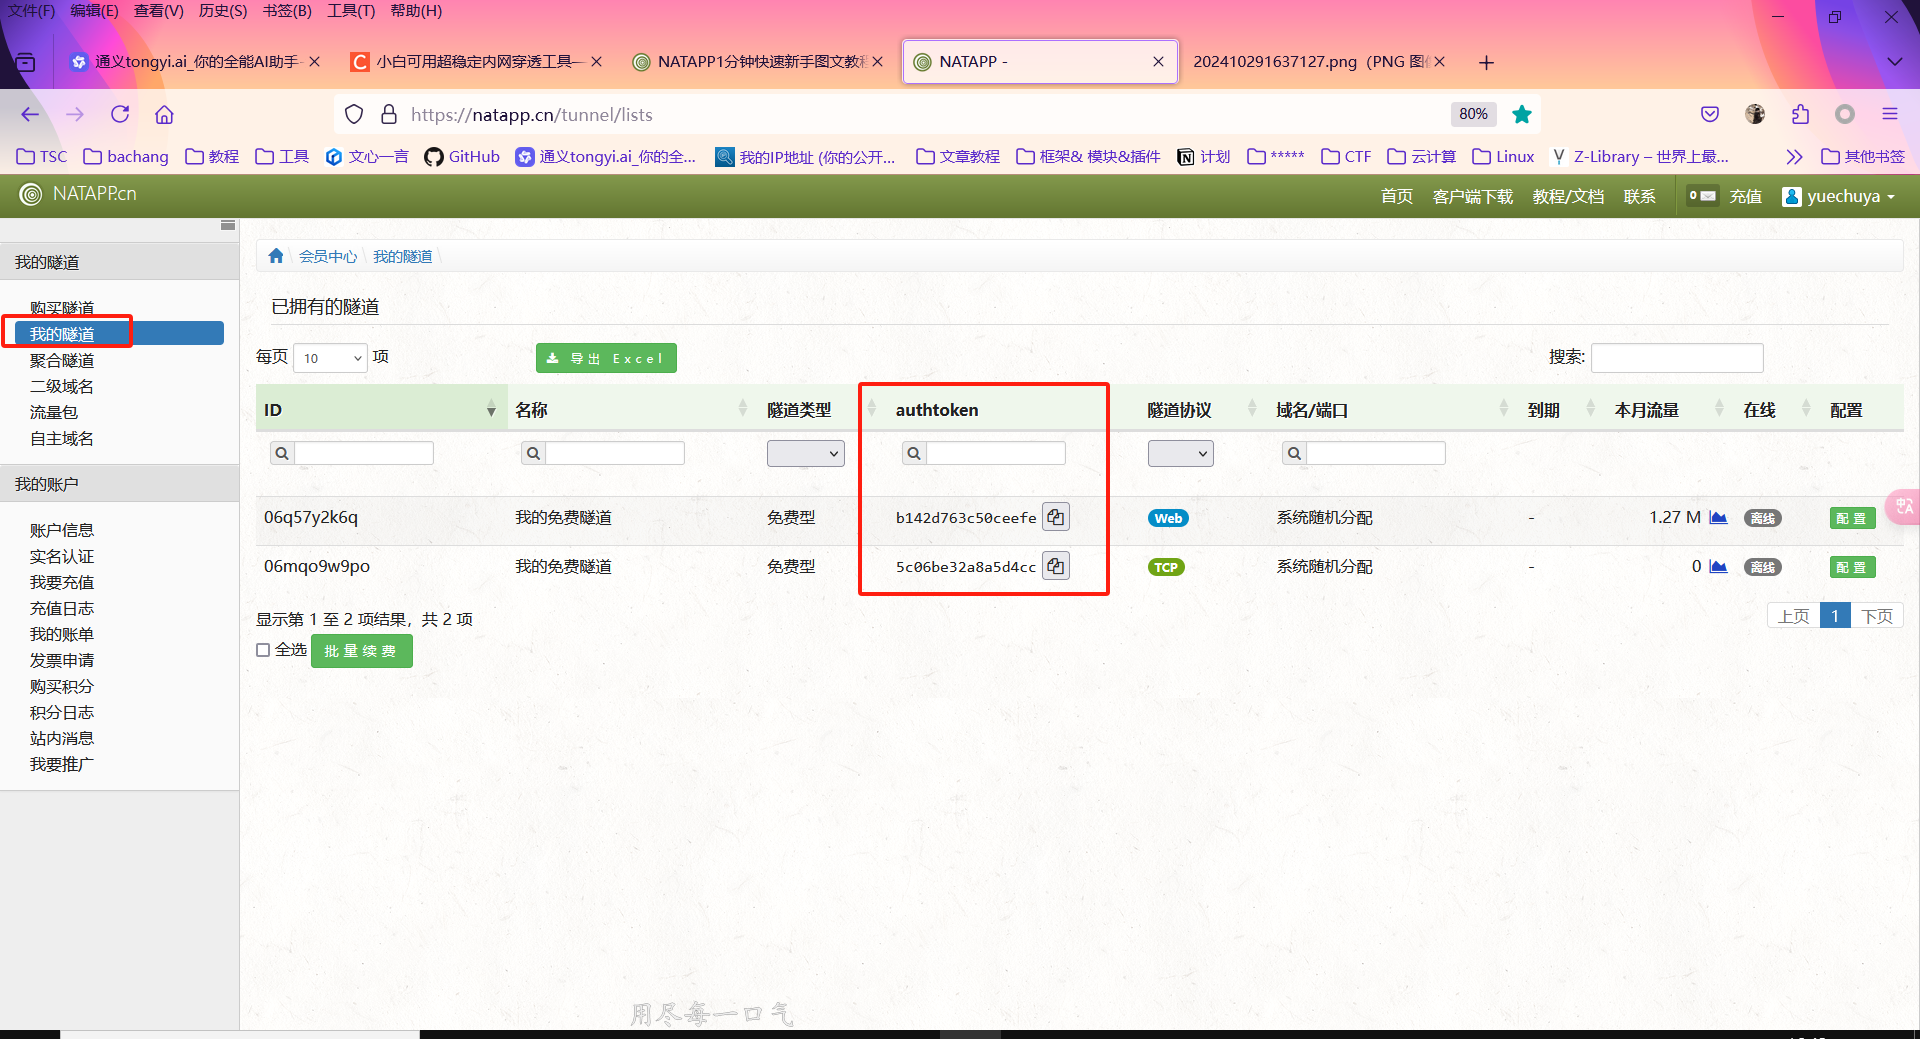 文件(F) 编辑(E) 查看(V) 历史(S) 书签(B) 工具(T) 帮助(H)
通义tongyi.ai_你的全能AI助手- 小白可用超稳定内网穿透工具— NATAPP1分钟快速新手图文教程 NATAPP - 202410291637127.png（PNG 图像
https://natapp.cn/tunnel/lists 80%
TSC bachang 教程 工具 文心一言 GitHub 通义tongyi.ai_你的全... 我的IP地址 (你的公开... 文章教程 框架& 模块&插件 计划 ***** CTF 云计算 Linux Z-Library – 世界上最... 其他书签
NATAPP.cn 首页 客户端下载 教程/文档 联系 0 充值 yuechuya
会员中心 我的隧道
我的隧道
购买隧道
我的隧道
聚合隧道
二级域名
流量包
自主域名
我的账户
账户信息
实名认证
我要充值
充值日志
我的账单
发票申请
购买积分
积分日志
站内消息
我要推广
已拥有的隧道
每页 10 项 导出 Excel 搜索:
ID 名称 隧道类型 authtoken 隧道协议 域名/端口 到期 本月流量 在线 配置
06q57y2k6q 我的免费隧道 免费型 b142d763c50ceefe Web 系统随机分配 - 1.27 M 离线 配置
06mqo9w9po 我的免费隧道 免费型 5c06be32a8a5d4cc TCP 系统随机分配 - 0 离线 配置
显示第 1 至 2 项结果，共 2 项 上页 1 下页
全选 批量续费
用尽每一口气